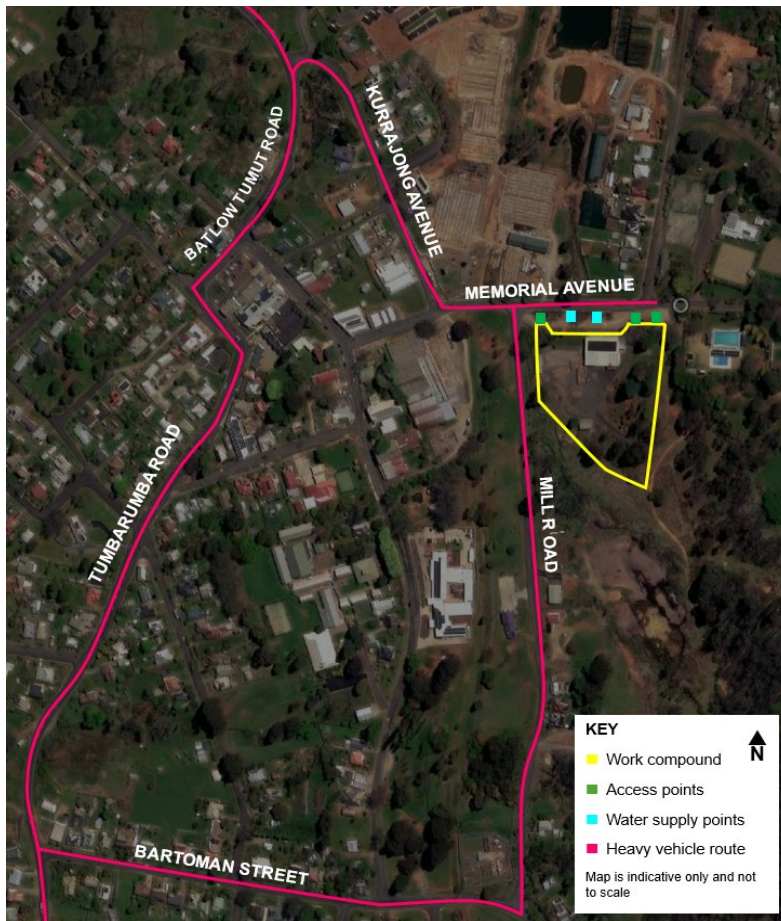 BATLOW TUMUT ROAD
KURRAJONG AVENUE
MEMORIAL AVENUE
TUMBARUMBA ROAD
MILL ROAD
BARTOMAN STREET
KEY
N
Work compound
Access points
Water supply points
Heavy vehicle route
Map is indicative only and not
to scale